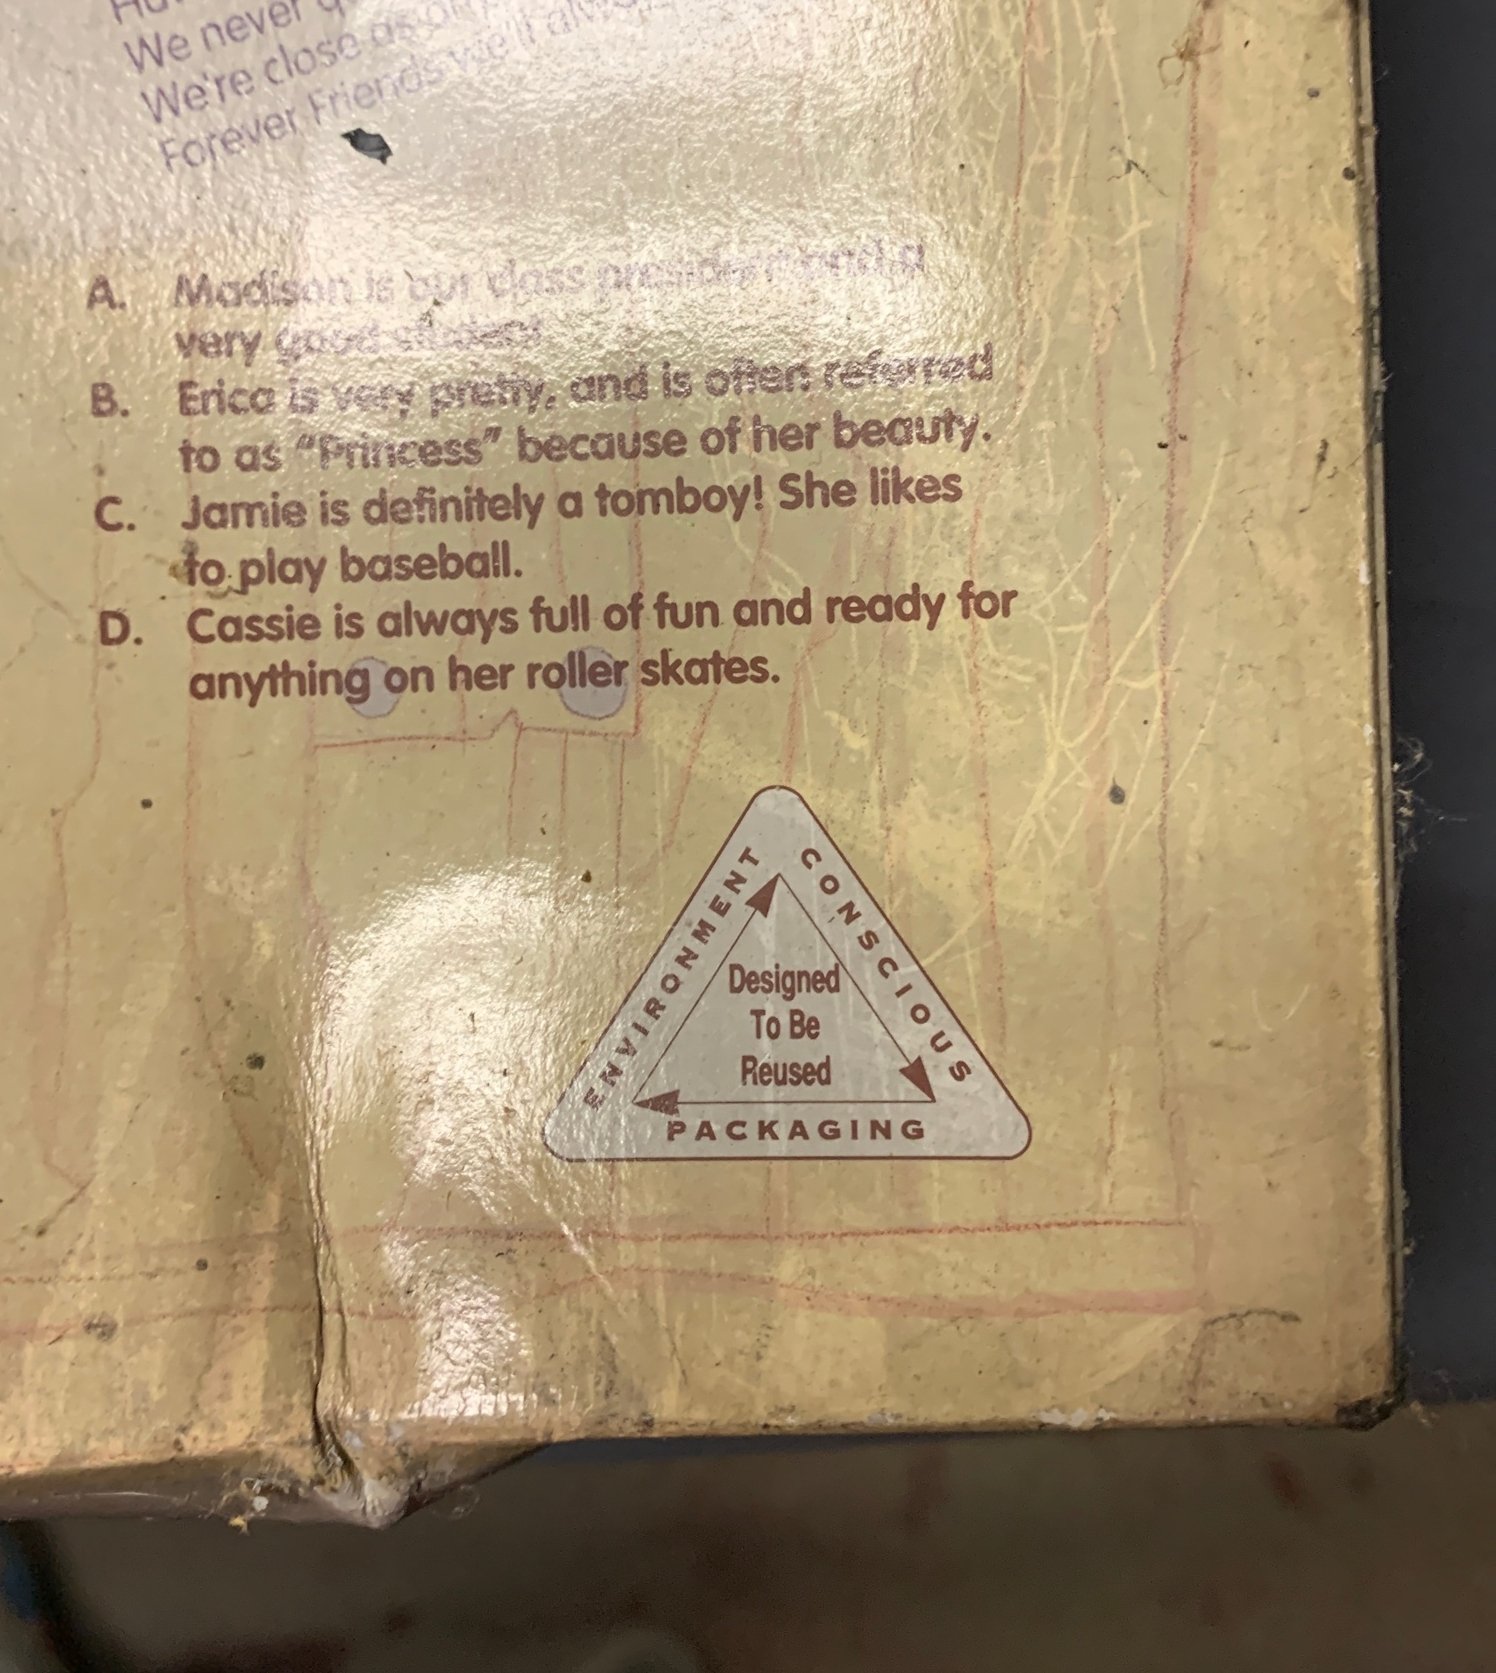 We never
We're close as
Forever Friends we'll
A. Madison is our class president and a
very good student
B. Erica is very pretty, and is often referred
to as "Princess" because of her beauty.
C. Jamie is definitely a tomboy! She likes
to play baseball.
D. Cassie is always full of fun and ready for
anything on her roller skates.
ENVIRONMENT
CONSCIOUS
Designed
To Be
Reused
PACKAGING